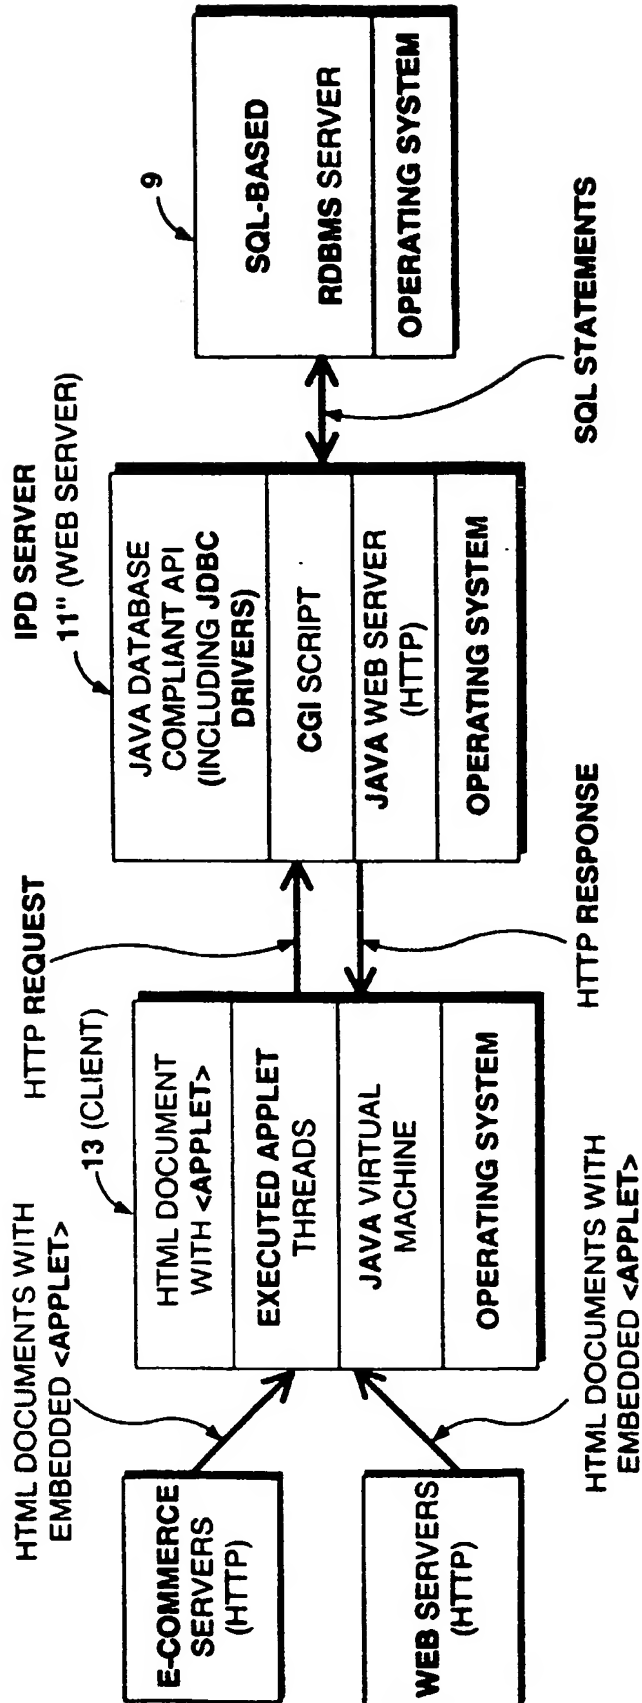 E-COMMERCE
SERVERS
(HTTP)
WEB SERVERS
(HTTP)
HTML DOCUMENTS WITH
EMBEDDED <APPLET>
HTML DOCUMENTS WITH
EMBEDDED <APPLET>
13 (CLIENT)
HTML DOCUMENT
WITH <APPLET>
EXECUTED APPLET
THREADS
JAVA VIRTUAL
MACHINE
OPERATING SYSTEM
HTTP REQUEST
HTTP RESPONSE
IPD SERVER
11" (WEB SERVER)
JAVA DATABASE
COMPLIANT API
(INCLUDING JDBC
DRIVERS)
CGI SCRIPT
JAVA WEB SERVER
(HTTP)
OPERATING SYSTEM
SQL STATEMENTS
9
SQL-BASED
RDBMS SERVER
OPERATING SYSTEM